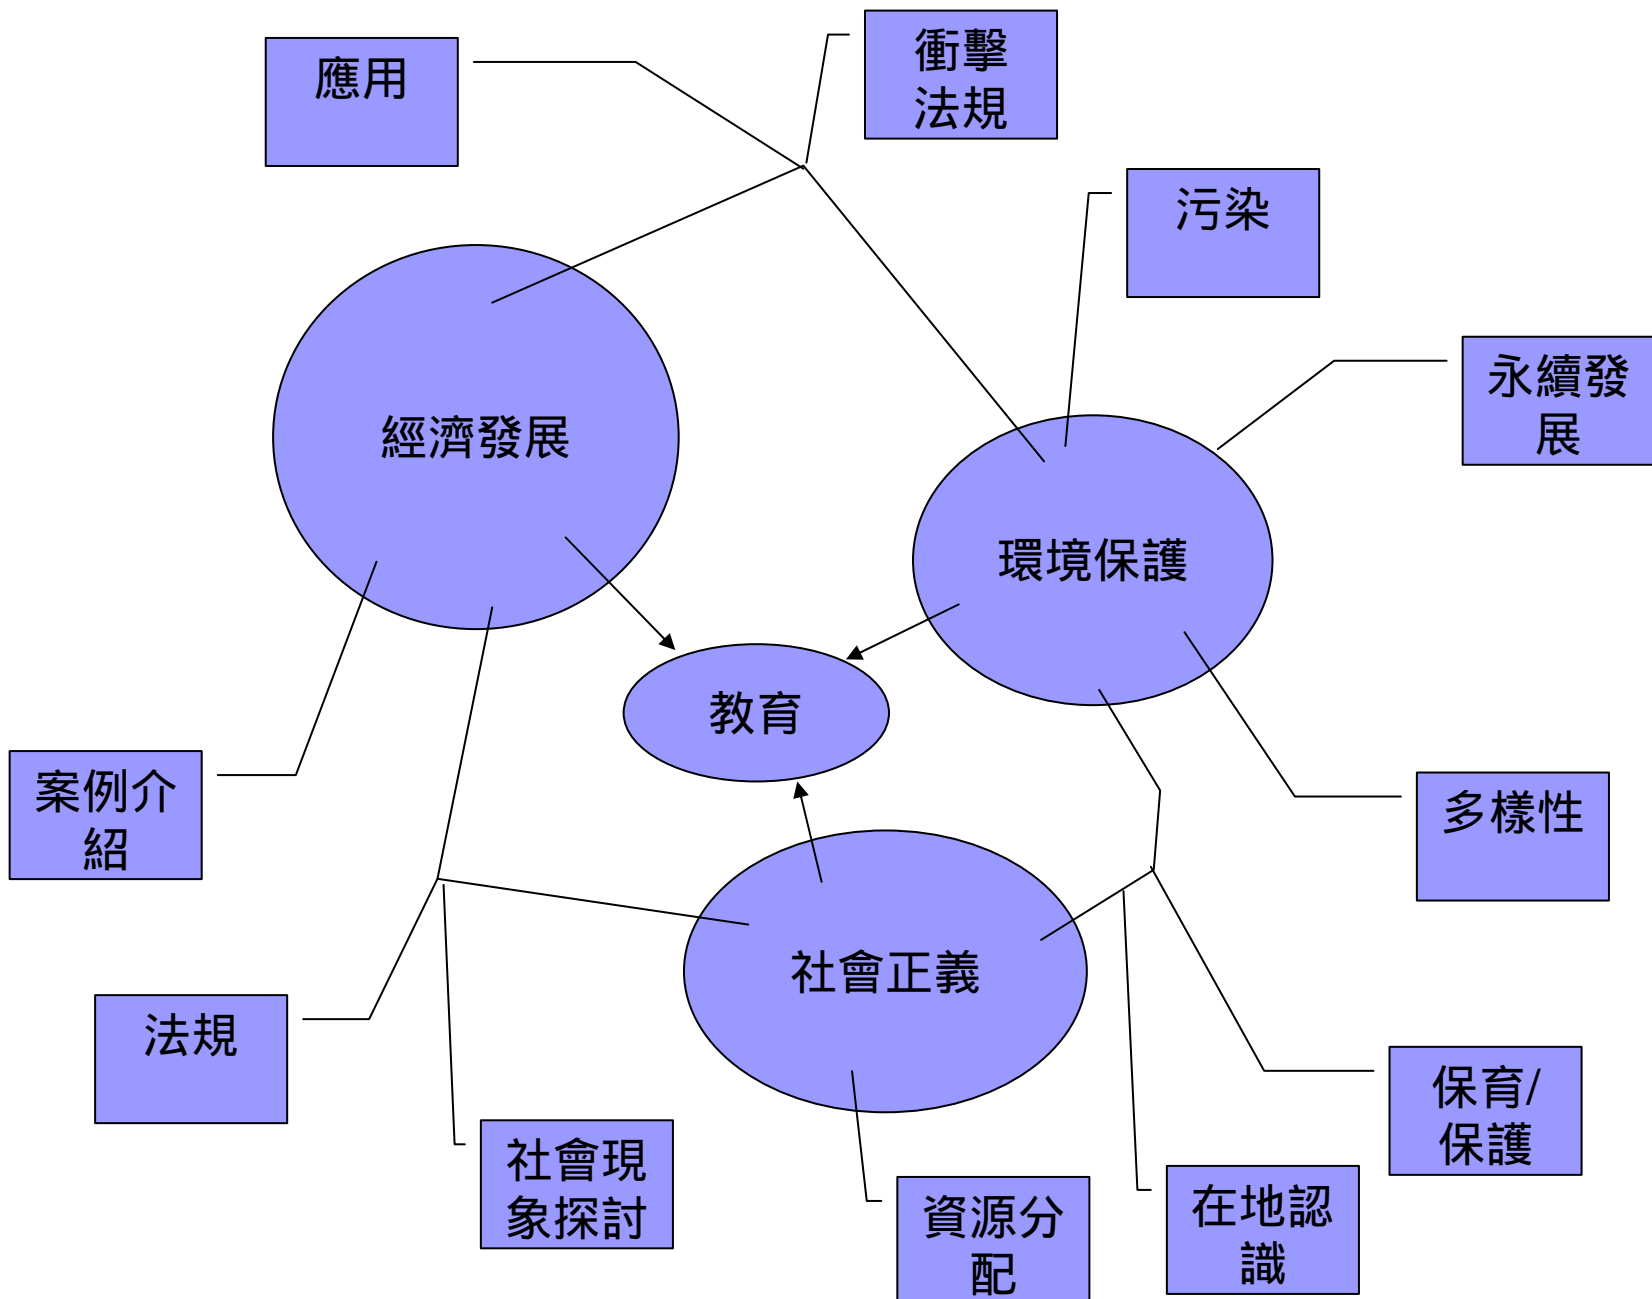 衝擊
法規
應用
污染
永續發
展
經濟發展
環境保護
教育
案例介
紹
多樣性
社會正義
法規
保育/
保護
社會現
象探討
在地認
識
資源分
配